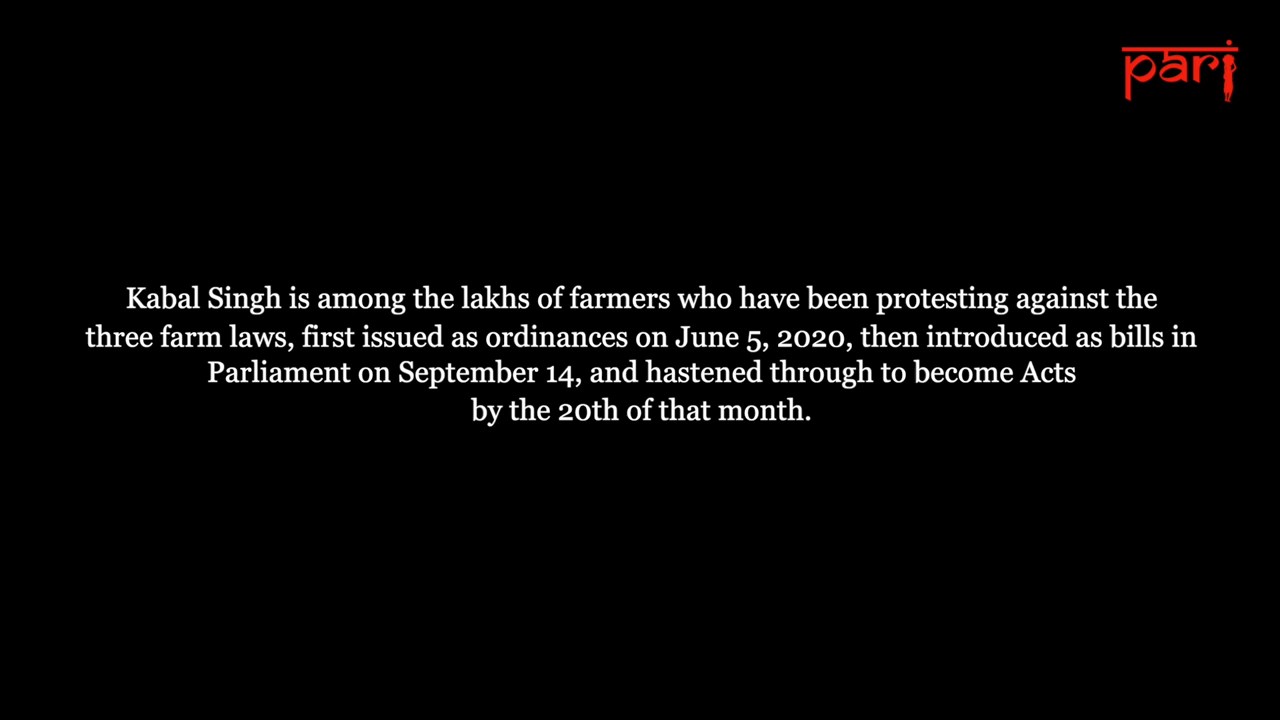 pari
Kabal Singh is among the lakhs of farmers who have been protesting against the
three farm laws, first issued as ordinances on June 5, 2020, then introduced as bills in
Parliament on September 14, and hastened through to become Acts
by the 20th of that month.